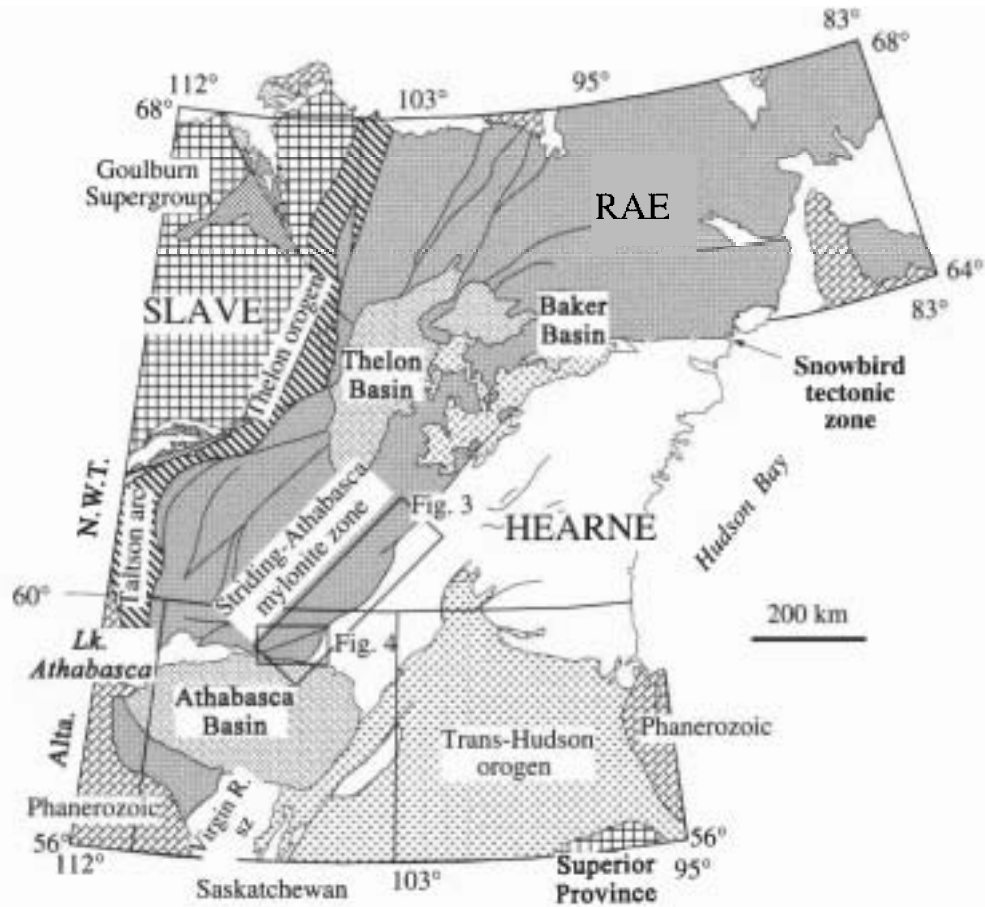 83°
68°
112°
95°
68°
103°
Goulburn
Supergroup
RAE
64°
83°
SLAVE
Thelon orogen
Baker
Basin
Thelon
Basin
Snowbird
tectonic
zone
N.W.T.
Taltson arc
Striding-Athabasca
mylonite zone
Fig. 3
HEARNE
Hudson Bay
60°
200 km
Lk.
Athabasca
Fig. 4
Athabasca
Basin
Alta.
Trans-Hudson
orogen
Phanerozoic
Phanerozoic
Virgin R.
sz
56°
112°
Saskatchewan
103°
Superior
Province
56°
95°